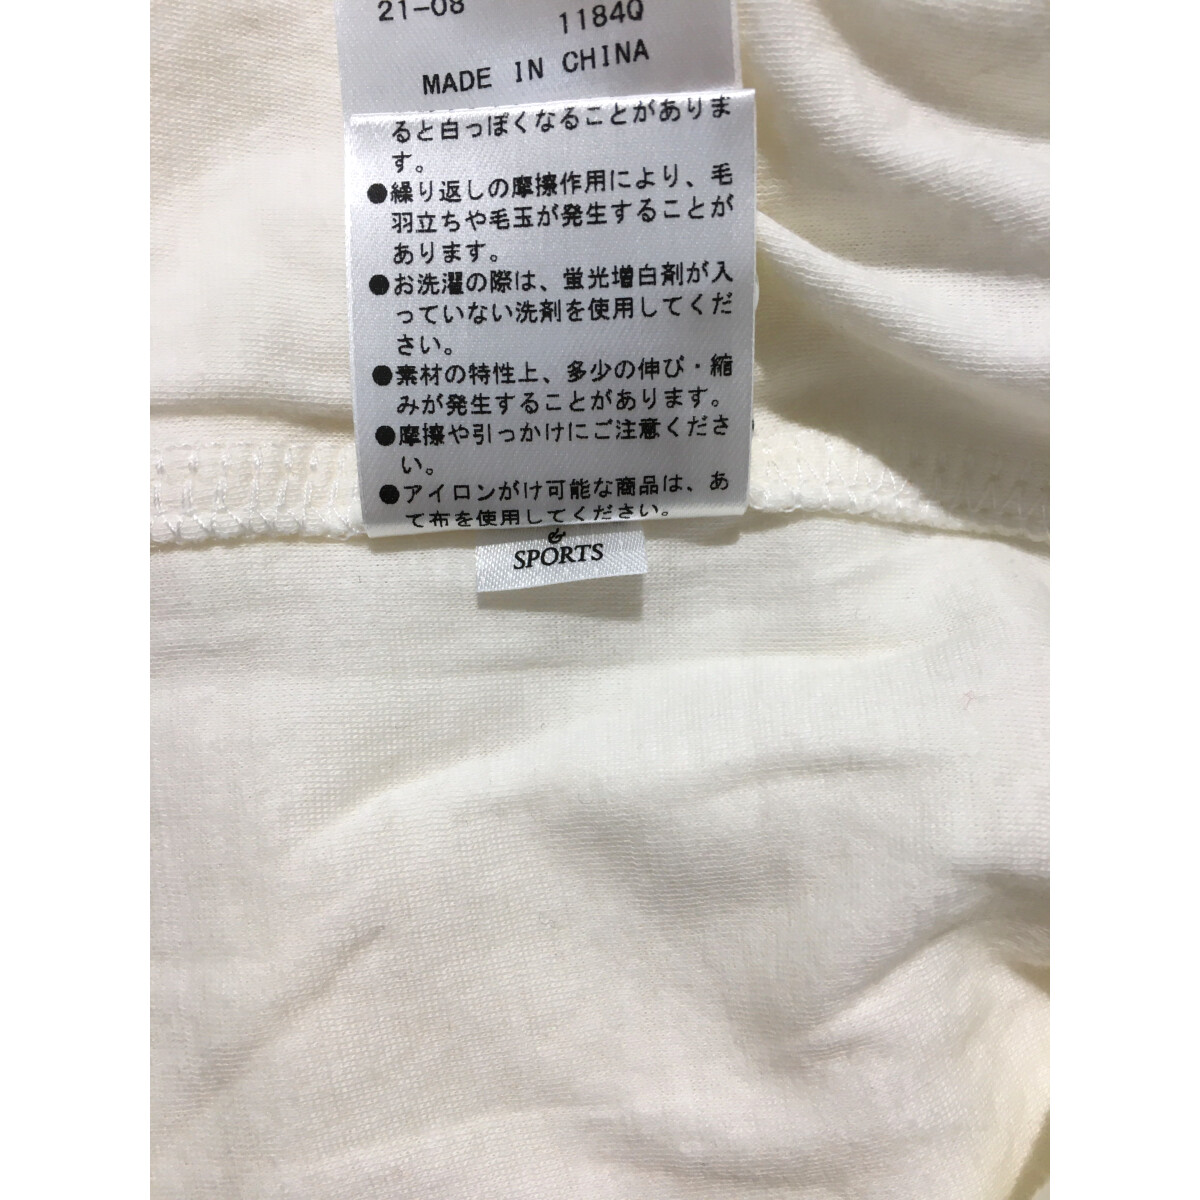 21-08
1184Q
MADE IN CHINA
ると白っぽくなることがありま
す。
●繰り返しの摩擦作用により、毛
羽立ちや毛玉が発生することが
あります。
●お洗濯の際は、蛍光増白剤が入
っていない洗剤を使用してくだ
さい。
●素材の特性上、多少の伸び・縮
みが発生することがあります。
●摩擦や引っかけにご注意くださ
い。
●アイロンがけ可能な商品は、あ
て布を使用してください。
&
SPORTS